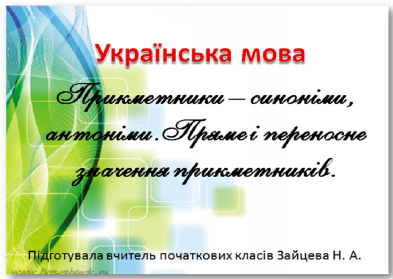 Українська мова
Прикметники – синоніми,
антоніми. Пряме і переносне
значення прикметників.
Підготувала вчитель початкових класів Зайцева Н. А.